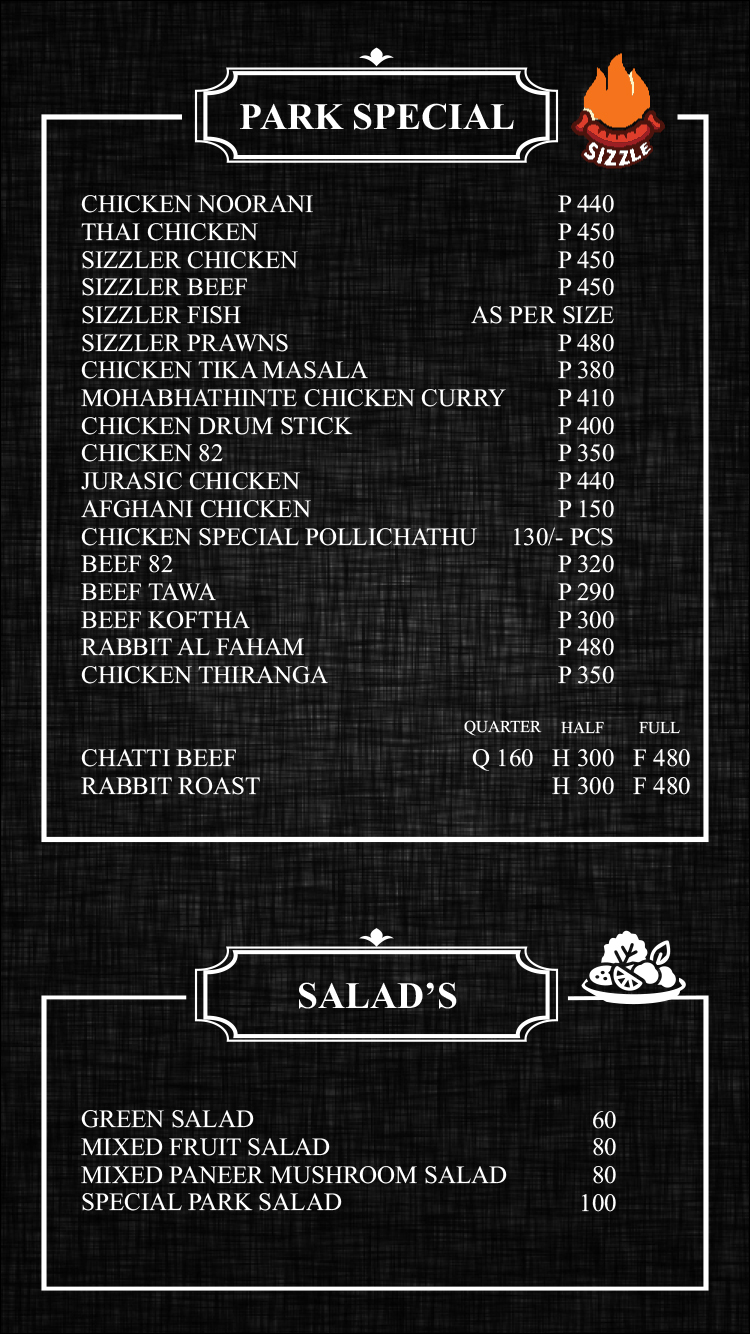 PARK SPECIAL
SIZZLE
CHICKEN NOORANI P 440
THAI CHICKEN P 450
SIZZLER CHICKEN P 450
SIZZLER BEEF P 450
SIZZLER FISH AS PER SIZE
SIZZLER PRAWNS P 480
CHICKEN TIKA MASALA P 380
MOHABHATHINTE CHICKEN CURRY P 410
CHICKEN DRUM STICK P 400
CHICKEN 82 P 350
JURASIC CHICKEN P 440
AFGHANI CHICKEN P 150
CHICKEN SPECIAL POLLICHATHU 130/- PCS
BEEF 82 P 320
BEEF TAWA P 290
BEEF KOFTHA P 300
RABBIT AL FAHAM P 480
CHICKEN THIRANGA P 350
QUARTER HALF FULL
CHATTI BEEF Q 160 H 300 F 480
RABBIT ROAST H 300 F 480
SALAD’S
GREEN SALAD 60
MIXED FRUIT SALAD 80
MIXED PANEER MUSHROOM SALAD 80
SPECIAL PARK SALAD 100